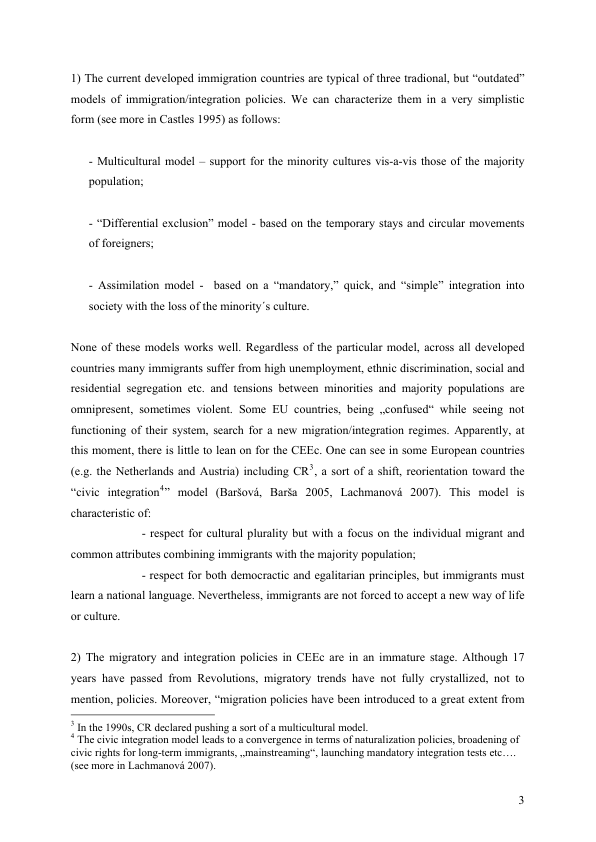 1) The current developed immigration countries are typical of three tradional, but “outdated”
models of immigration/integration policies. We can characterize them in a very simplistic
form (see more in Castles 1995) as follows:
- Multicultural model – support for the minority cultures vis-a-vis those of the majority
population;
- “Differential exclusion” model - based on the temporary stays and circular movements
of foreigners;
- Assimilation model -  based on a “mandatory,” quick, and “simple” integration into
society with the loss of the minority´s culture.
None of these models works well. Regardless of the particular model, across all developed
countries many immigrants suffer from high unemployment, ethnic discrimination, social and
residential segregation etc. and tensions between minorities and majority populations are
omnipresent, sometimes violent. Some EU countries, being „confused“ while seeing not
functioning of their system, search for a new migration/integration regimes. Apparently, at
this moment, there is little to lean on for the CEEc. One can see in some European countries
(e.g. the Netherlands and Austria) including CR3, a sort of a shift, reorientation toward the
“civic integration4” model (Baršová, Barša 2005, Lachmanová 2007). This model is
characteristic of:
- respect for cultural plurality but with a focus on the individual migrant and
common attributes combining immigrants with the majority population;
- respect for both democractic and egalitarian principles, but immigrants must
learn a national language. Nevertheless, immigrants are not forced to accept a new way of life
or culture.
2) The migratory and integration policies in CEEc are in an immature stage. Although 17
years have passed from Revolutions, migratory trends have not fully crystallized, not to
mention, policies. Moreover, “migration policies have been introduced to a great extent from
3 In the 1990s, CR declared pushing a sort of a multicultural model.
4 The civic integration model leads to a convergence in terms of naturalization policies, broadening of
civic rights for long-term immigrants, „mainstreaming“, launching mandatory integration tests etc….
(see more in Lachmanová 2007).
3